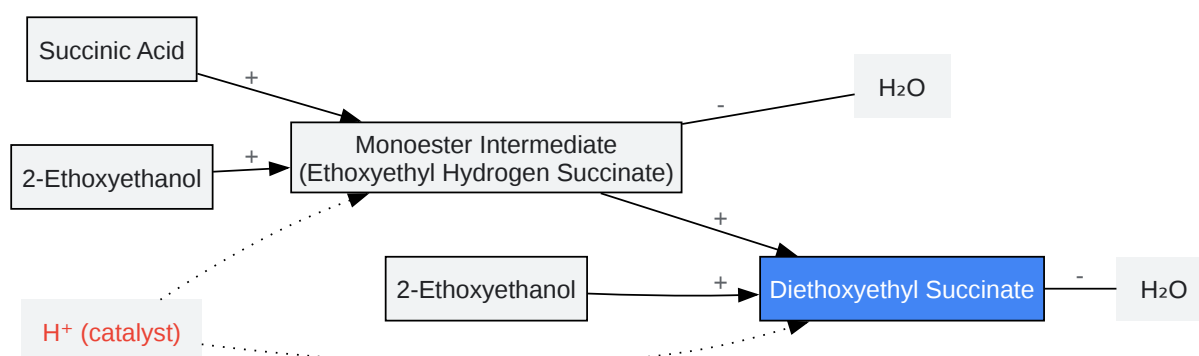 Succinic Acid
+
H₂O
-
Monoester Intermediate
(Ethoxyethyl Hydrogen Succinate)
2-Ethoxyethanol
+
+
2-Ethoxyethanol
+
Diethoxyethyl Succinate
-
H₂O
H⁺ (catalyst)